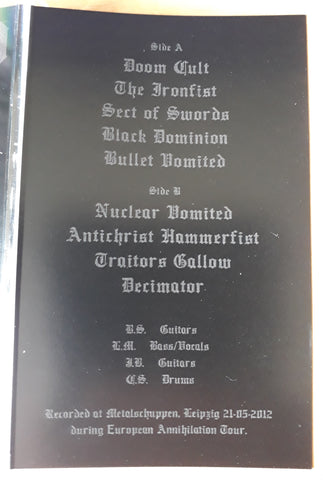 Side A
Doom Cult
The Ironfist
Sect of Swords
Black Dominion
Bullet Vomited
Side B
Nuclear Vomited
Antichrist Hammerfist
Traitors Gallow
Decimator
B.S. Guitars
L.M. Bass/Vocals
I.B. Guitars
C.S. Drums
Recorded at Metalschuppen, Leipzig 21-05-2012
during European Annihilation Tour.